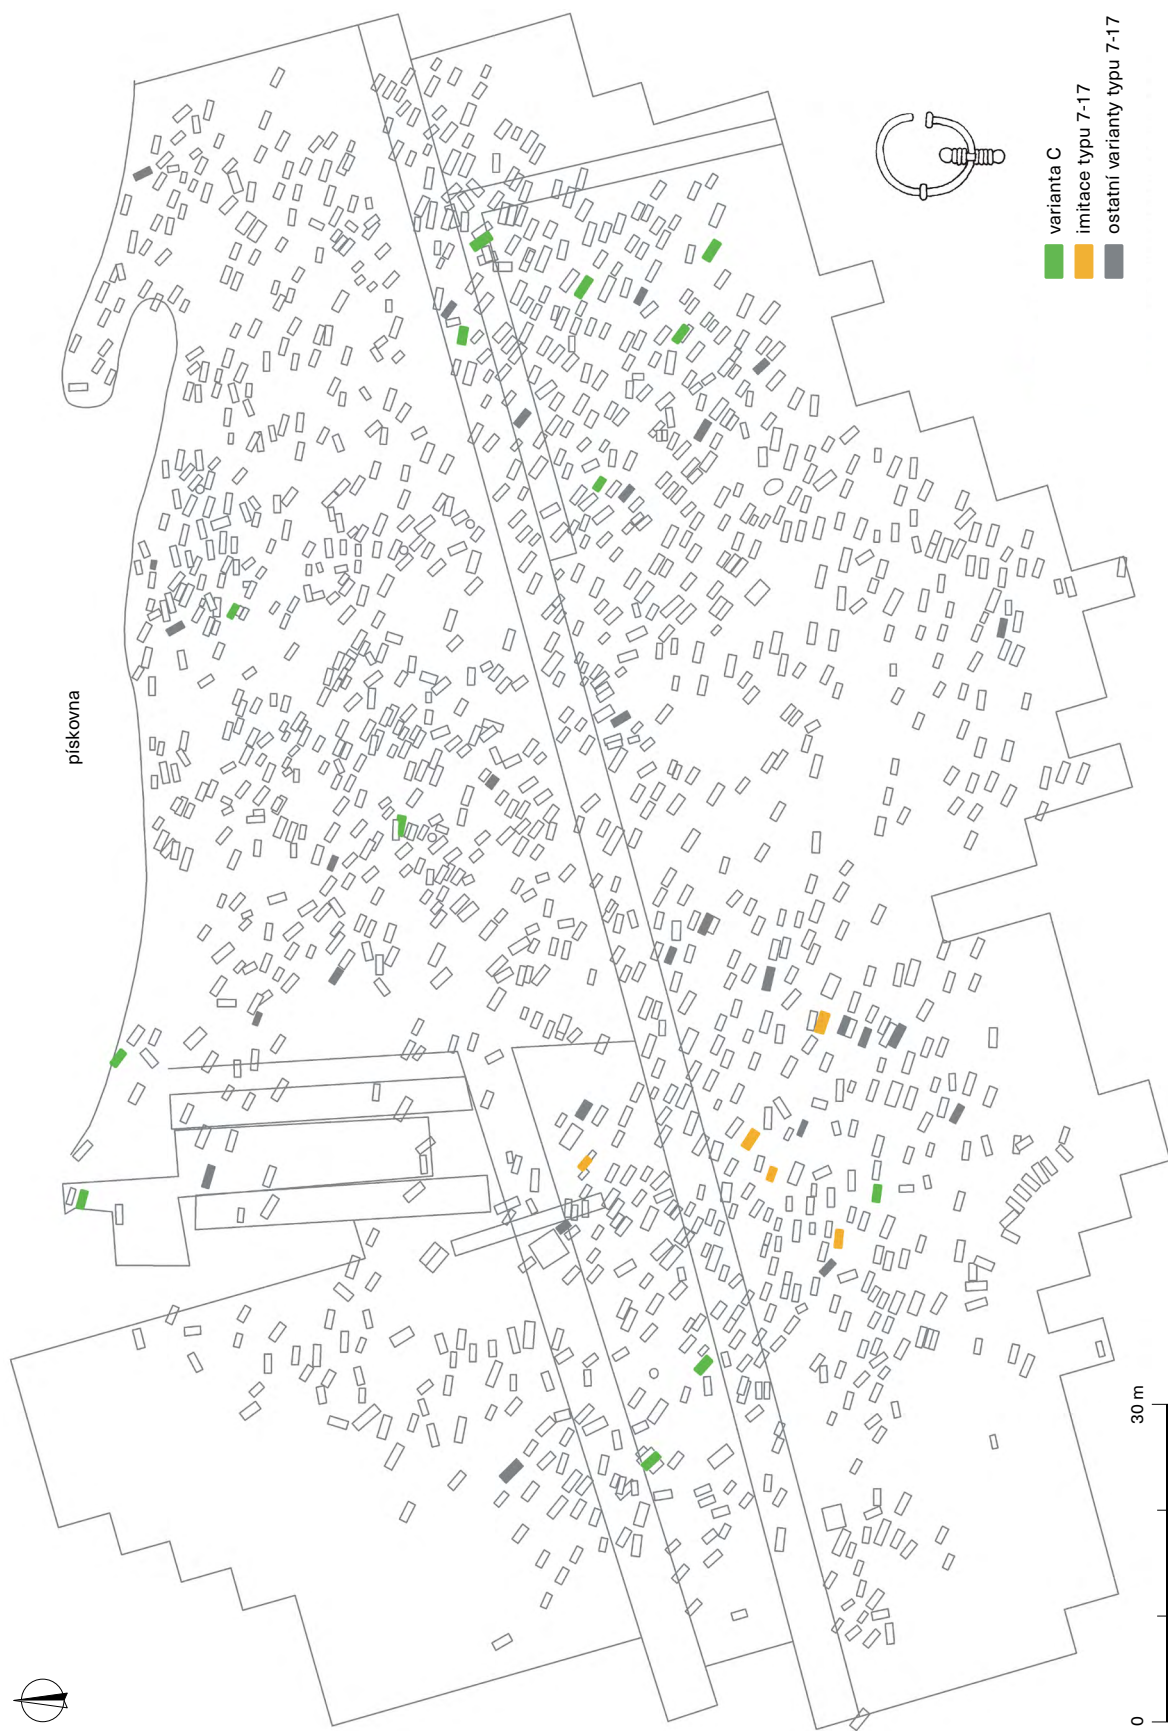 pískovna
varianta C
imitace typu 7-17
ostatní varianty typu 7-17
0
30 m